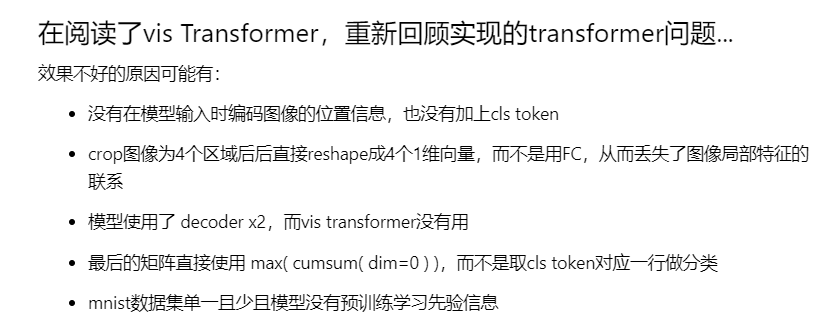 在阅读了vis Transformer，重新回顾实现的transformer问题...
效果不好的原因可能有：
• 没有在模型输入时编码图像的位置信息，也没有加上cls token
• crop图像为4个区域后后直接reshape成4个1维向量，而不是用FC，从而丢失了图像局部特征的
联系
• 模型使用了 decoder x2，而vis transformer没有用
• 最后的矩阵直接使用 max( cumsum( dim=0 ) )，而不是取cls token对应一行做分类
• mnist数据集单一且少且模型没有预训练学习先验信息